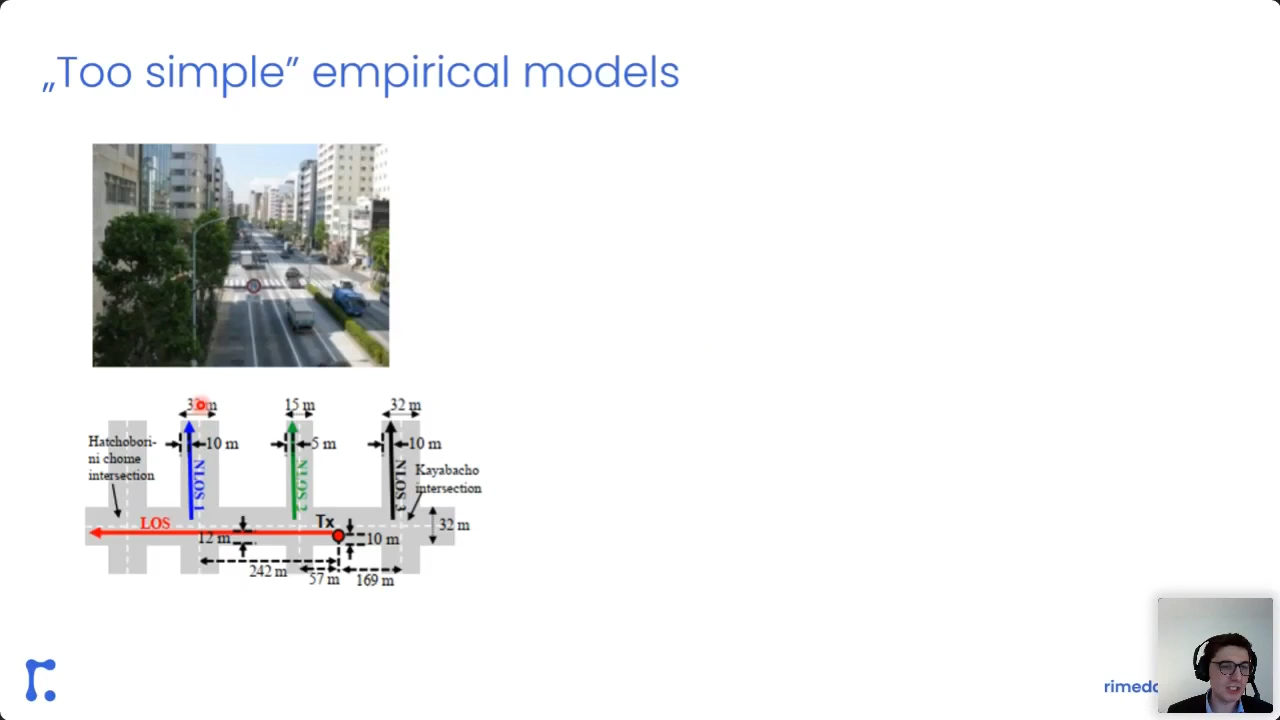 „Too simple” empirical models
15 m
32 m
10 m
5 m
10 m
Hatchobori-
ni chome
intersection
NLOS 1
NLOS 2
NLOS 3
Kayabacho
intersection
LOS
Tx
32 m
12 m
10 m
242 m
57 m
169 m